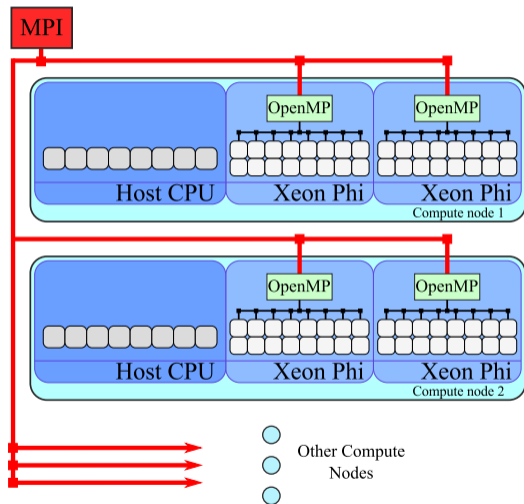 MPI
OpenMP OpenMP
Host CPU Xeon Phi Xeon Phi
Compute node 1
OpenMP OpenMP
Host CPU Xeon Phi Xeon Phi
Compute node 2
Other Compute
Nodes